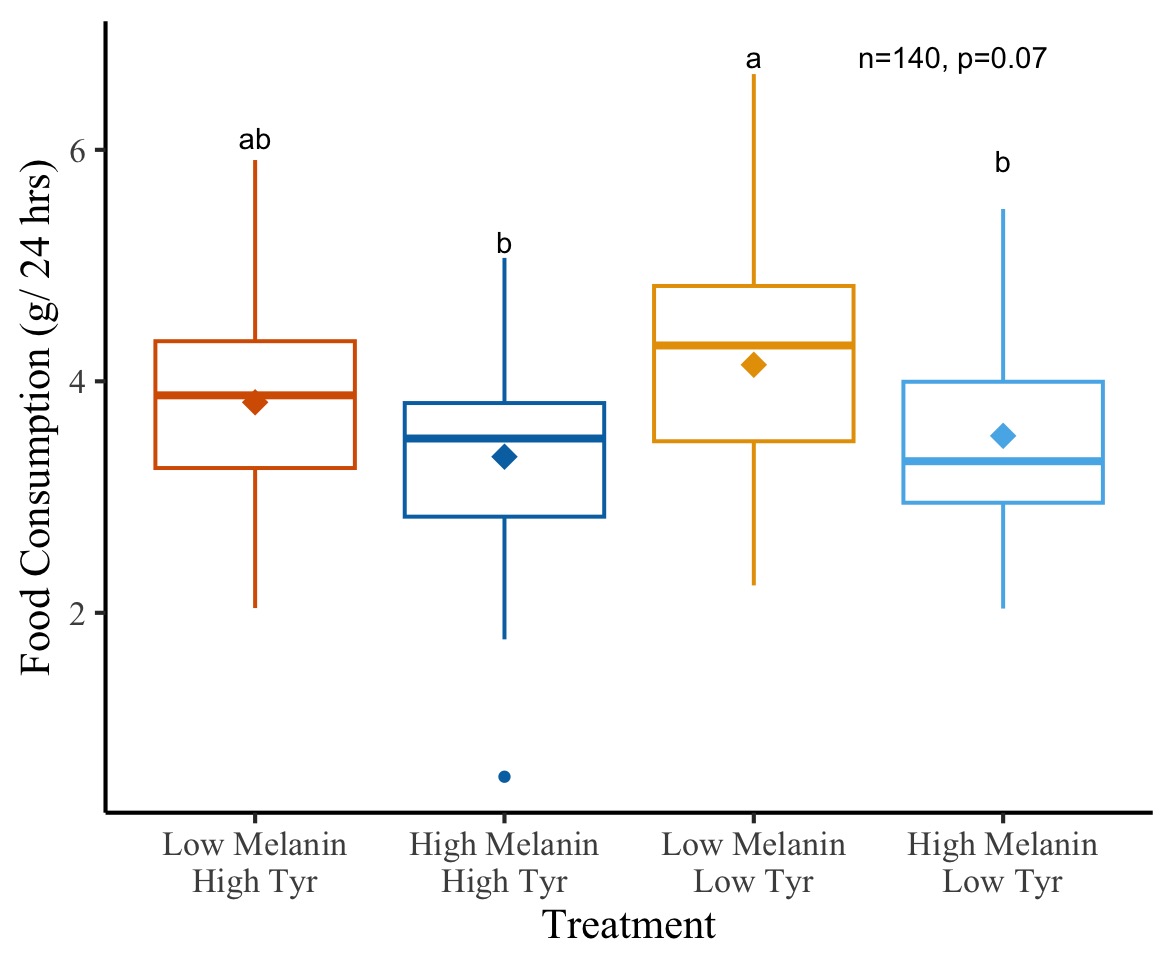 a
n=140, p=0.07
ab
b
b
6
4
2
Food Consumption (g/ 24 hrs)
Low Melanin
High Tyr
High Melanin
High Tyr
Low Melanin
Low Tyr
High Melanin
Low Tyr
Treatment